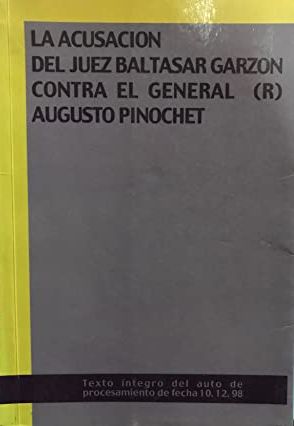 LA ACUSACION
DEL JUEZ BALTASAR GARZON
CONTRA EL GENERAL (R)
AUGUSTO PINOCHET
Texto íntegro del auto de
procesamiento de fecha 10.12.98